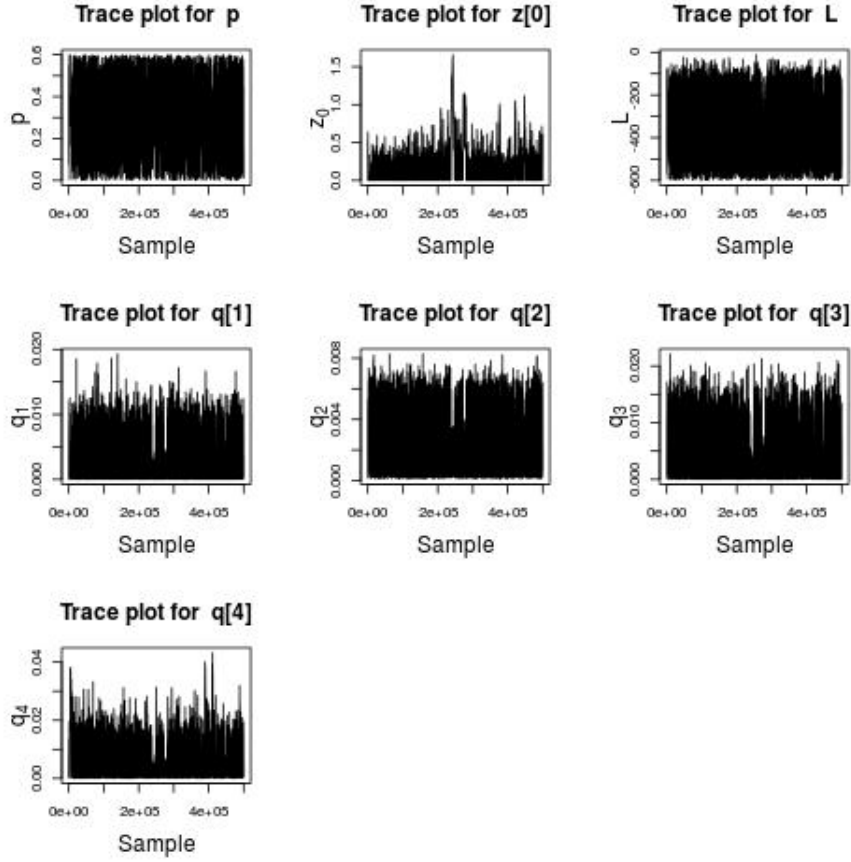 Trace plot for p
p
0.0 0.2 0.4 0.6
0e+00 2e+05 4e+05
Sample
Trace plot for z[0]
z0
0.0 0.5 1.0 1.5
0e+00 2e+05 4e+05
Sample
Trace plot for L
L
-600 -400 -200 0
0e+00 2e+05 4e+05
Sample
Trace plot for q[1]
q1
0.000 0.010 0.020
0e+00 2e+05 4e+05
Sample
Trace plot for q[2]
q2
0.000 0.004 0.008
0e+00 2e+05 4e+05
Sample
Trace plot for q[3]
q3
0.000 0.010 0.020
0e+00 2e+05 4e+05
Sample
Trace plot for q[4]
q4
0.00 0.02 0.04
0e+00 2e+05 4e+05
Sample